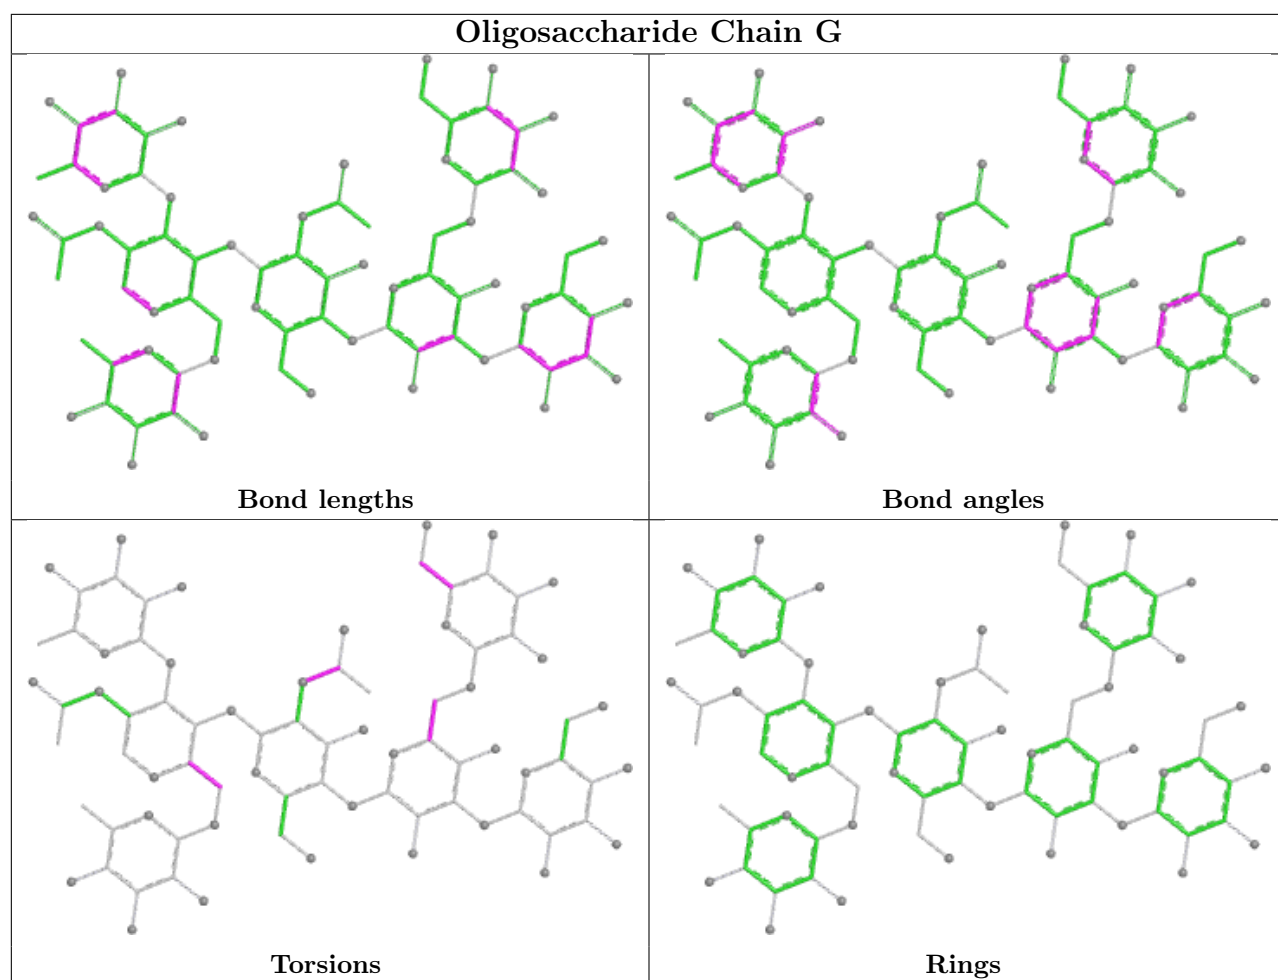 Oligosaccharide Chain G
Bond lengths
Bond angles
Torsions
Rings